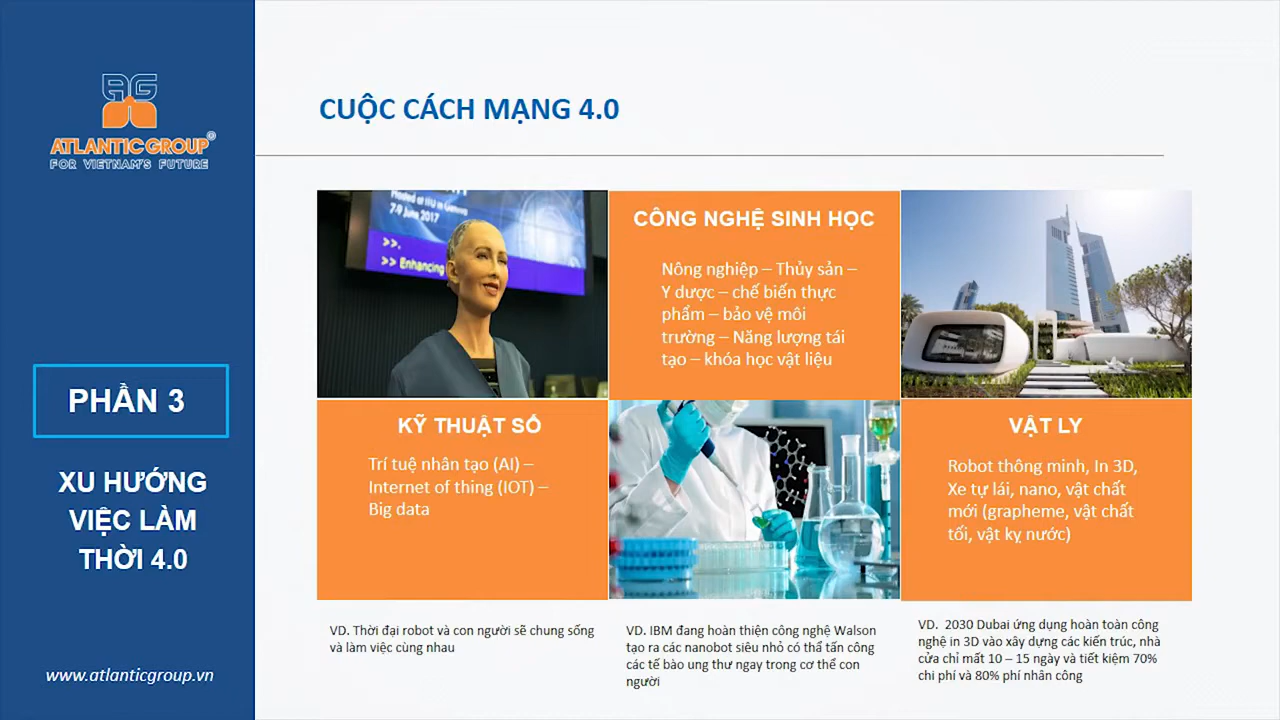 AG
ATLANTIC GROUP®
FOR VIETNAM'S FUTURE
PHẦN 3
XU HƯỚNG
VIỆC LÀM
THỜI 4.0
www.atlanticgroup.vn
CUỘC CÁCH MẠNG 4.0
7-9 June 2017
>>.
>> Enhancing
KỸ THUẬT SỐ
Trí tuệ nhân tạo (AI) –
Internet of thing (IOT) –
Big data
VD. Thời đại robot và con người sẽ chung sống
và làm việc cùng nhau
CÔNG NGHỆ SINH HỌC
Nông nghiệp – Thủy sản –
Y dược – chế biến thực
phẩm – bảo vệ môi
trường – Năng lượng tái
tạo – khóa học vật liệu
VD. IBM đang hoàn thiện công nghệ Walson
tạo ra các nanobot siêu nhỏ có thể tấn công
các tế bào ung thư ngay trong cơ thể con
người
VẬT LY
Robot thông minh, In 3D,
Xe tự lái, nano, vật chất
mới (grapheme, vật chất
tối, vật kỵ nước)
VD.  2030 Dubai ứng dụng hoàn toàn công
nghệ in 3D vào xây dựng các kiến trúc, nhà
cửa chỉ mất 10 – 15 ngày và tiết kiệm 70%
chi phí và 80% phí nhân công